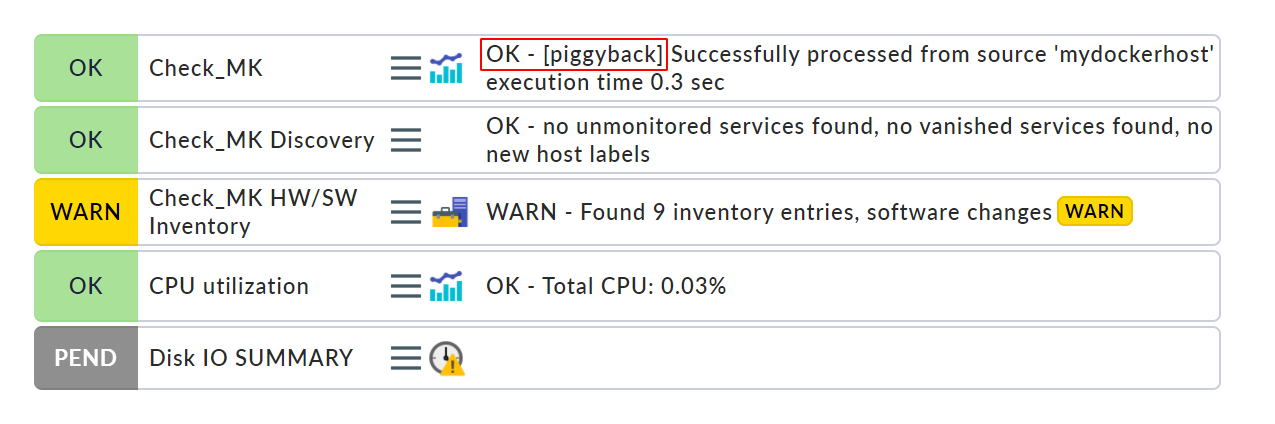 OK Check_MK OK - [piggyback] Successfully processed from source 'mydockerhost'
execution time 0.3 sec
OK Check_MK Discovery OK - no unmonitored services found, no vanished services found, no
new host labels
WARN Check_MK HW/SW
Inventory WARN - Found 9 inventory entries, software changes WARN
OK CPU utilization OK - Total CPU: 0.03%
PEND Disk IO SUMMARY